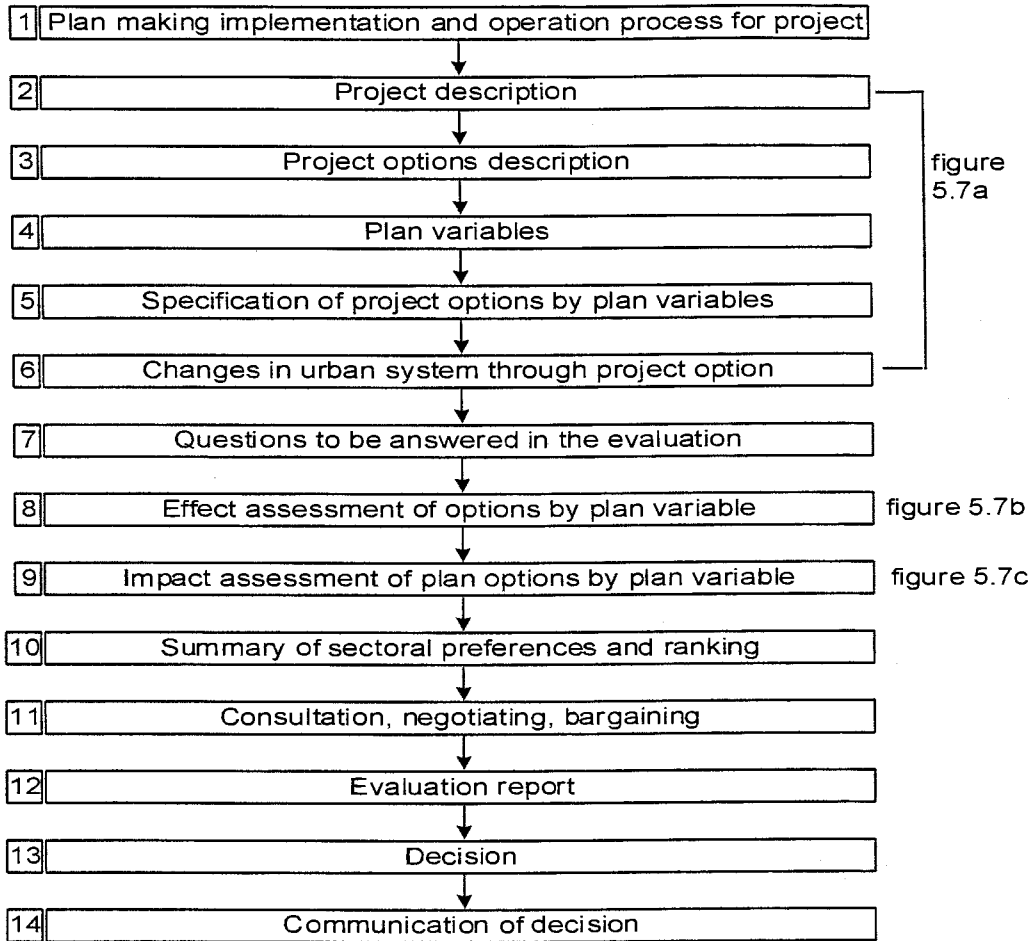 1 Plan making implementation and operation process for project
2 Project description
3 Project options description
figure
5.7a
4 Plan variables
5 Specification of project options by plan variables
6 Changes in urban system through project option
7 Questions to be answered in the evaluation
8 Effect assessment of options by plan variable figure 5.7b
9 Impact assessment of plan options by plan variable figure 5.7c
10 Summary of sectoral preferences and ranking
11 Consultation, negotiating, bargaining
12 Evaluation report
13 Decision
14 Communication of decision